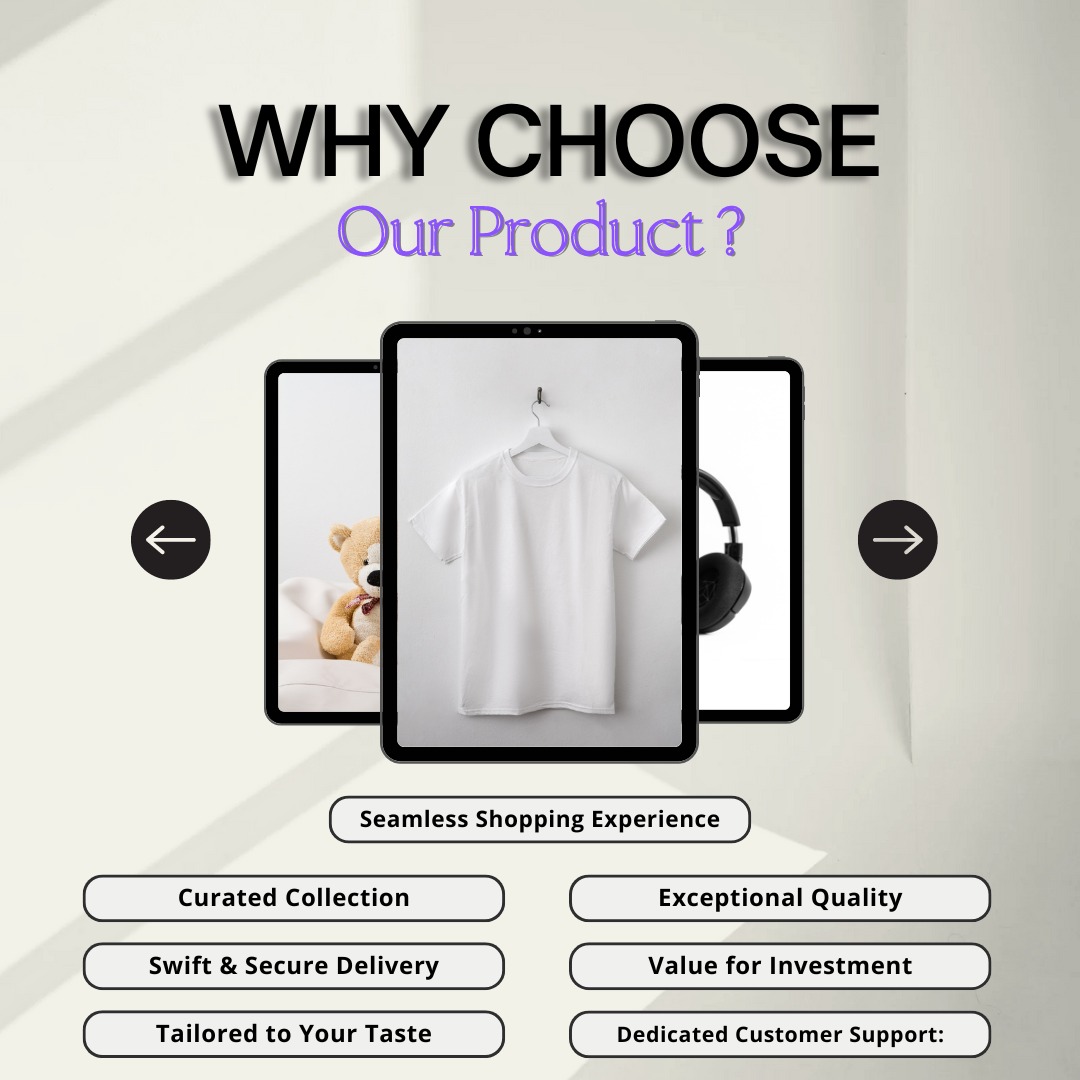 WHY CHOOSE
Our Product ?
Seamless Shopping Experience
Curated Collection
Exceptional Quality
Swift & Secure Delivery
Value for Investment
Tailored to Your Taste
Dedicated Customer Support: